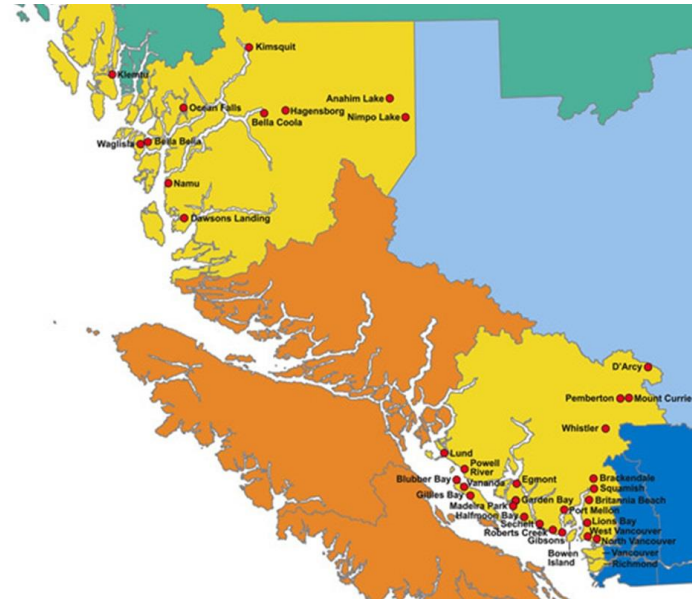 Kimsquit
Klemtu
Anahim Lake
Ocean Falls
Hagensborg
Bella Coola
Nimpo Lake
Waglisla
Bella Bella
Namu
Dawsons Landing
D'Arcy
Pemberton
Mount Currie
Whistler
Lund
Powell
River
Blubber Bay
Vananda
Gillies Bay
Egmont
Brackendale
Squamish
Madeira Park
Garden Bay
Britannia Beach
Halfmoon Bay
Port Mellon
Sechelt
Lions Bay
Roberts Creek
West Vancouver
Gibsons
North Vancouver
Bowen
Island
Vancouver
Richmond